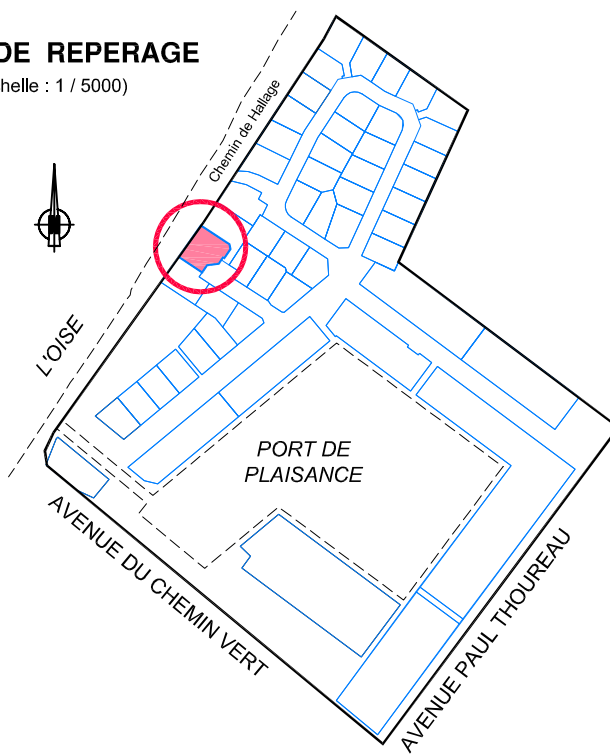 DE REPERAGE
helle : 1 / 5000)
Chemin de Hallage
L'OISE
PORT DE
PLAISANCE
AVENUE DU CHEMIN VERT
AVENUE PAUL THOUREAU